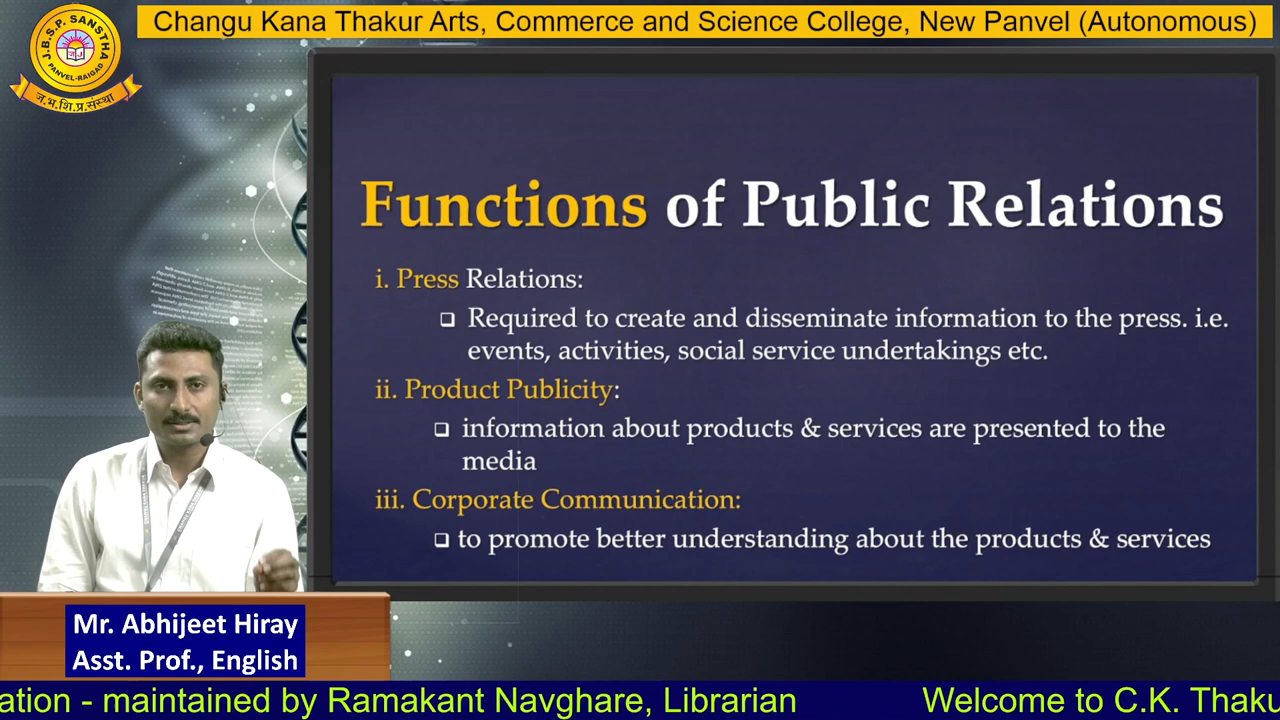 Changu Kana Thakur Arts, Commerce and Science College, New Panvel (Autonomous)
J.B.S.P. SANSTHA
PANVEL-RAIGAD
ज.भ.शि.प्र.संस्था
Functions of Public Relations
i. Press Relations:
❑ Required to create and disseminate information to the press. i.e.
events, activities, social service undertakings etc.
ii. Product Publicity:
❑ information about products & services are presented to the
media
iii. Corporate Communication:
❑ to promote better understanding about the products & services
Mr. Abhijeet Hiray
Asst. Prof., English
ation - maintained by Ramakant Navghare, Librarian Welcome to C.K. Thaku